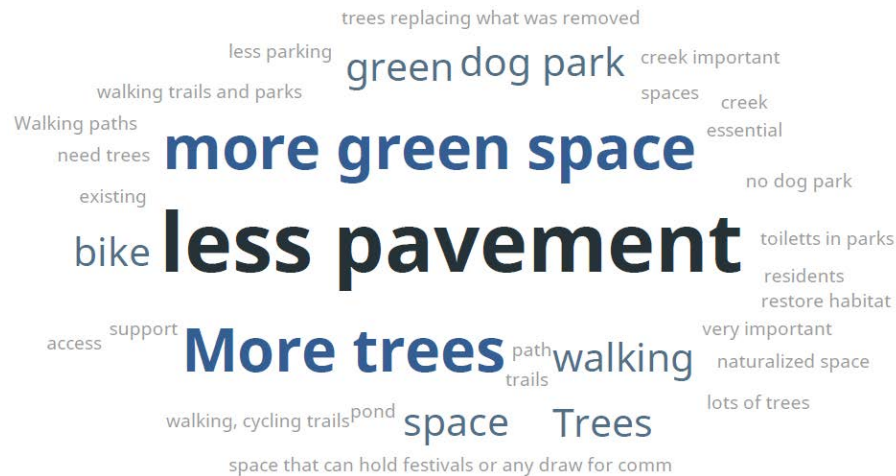 trees replacing what was removed
less parking
green
dog park
creek important
walking trails and parks
spaces
creek
Walking paths
more green space
essential
need trees
no dog park
existing
less pavement
bike
toiletts in parks
residents
restore habitat
support
access
More trees
path
walking
very important
naturalized space
trails
lots of trees
walking, cycling trails
pond
space
Trees
space that can hold festivals or any draw for comm